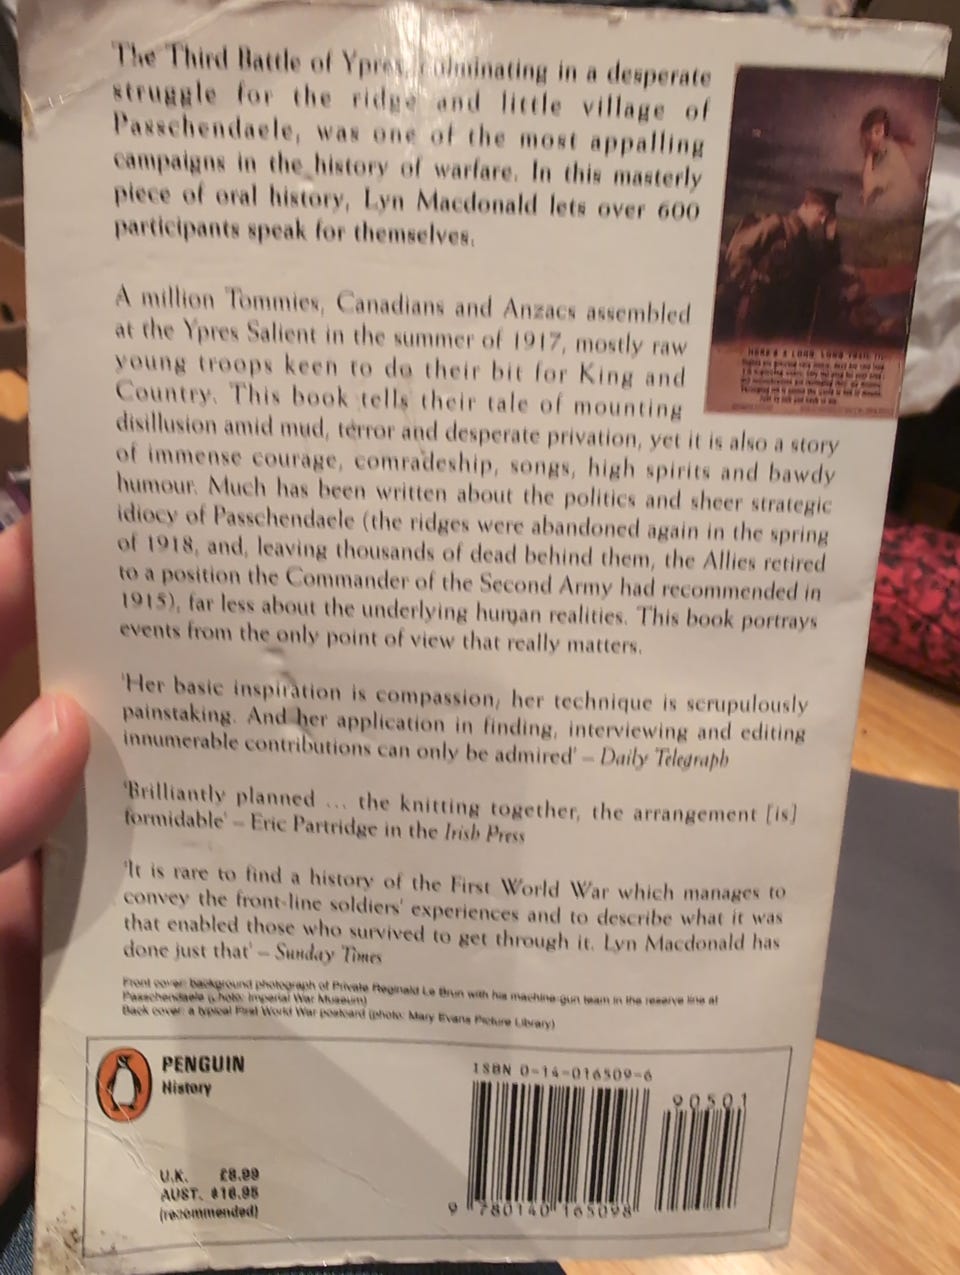 The Third Battle of Ypres, culminating in a desperate
struggle for the ridge and little village of
Passchendaele, was one of the most appalling
campaigns in the history of warfare. In this masterly
piece of oral history, Lyn Macdonald lets over 600
participants speak for themselves.
A million Tommies, Canadians and Anzacs assembled
at the Ypres Salient in the summer of 1917, mostly raw
young troops keen to do their bit for King and
Country. This book tells their tale of mounting
disillusion amid mud, terror and desperate privation, yet it is also a story
of immense courage, comradeship, songs, high spirits and bawdy
humour. Much has been written about the politics and sheer strategic
idiocy of Passchendaele (the ridges were abandoned again in the spring
of 1918, and, leaving thousands of dead behind them, the Allies retired
to a position the Commander of the Second Army had recommended in
1915), far less about the underlying human realities. This book portrays
events from the only point of view that really matters.
'Her basic inspiration is compassion, her technique is scrupulously
painstaking. And her application in finding, interviewing and editing
innumerable contributions can only be admired' – Daily Telegraph
'Brilliantly planned ... the knitting together, the arrangement [is]
formidable' – Eric Partridge in the Irish Press
'It is rare to find a history of the First World War which manages to
convey the front-line soldiers' experiences and to describe what it was
that enabled those who survived to get through it. Lyn Macdonald has
done just that' – Sunday Times
Front cover: background photograph of Private Reginald Le Brun with his machine-gun team in the reserve line at
Passchendaele (photo: Imperial War Museum)
Back cover: a typical First World War postcard (photo: Mary Evans Picture Library)
PENGUIN
History
U.K. £8.99
AUST. $16.95
(recommended)
ISBN 0-14-016509-6
90501
9 780140 165098
THERE'S A LONG, LONG TRAIL